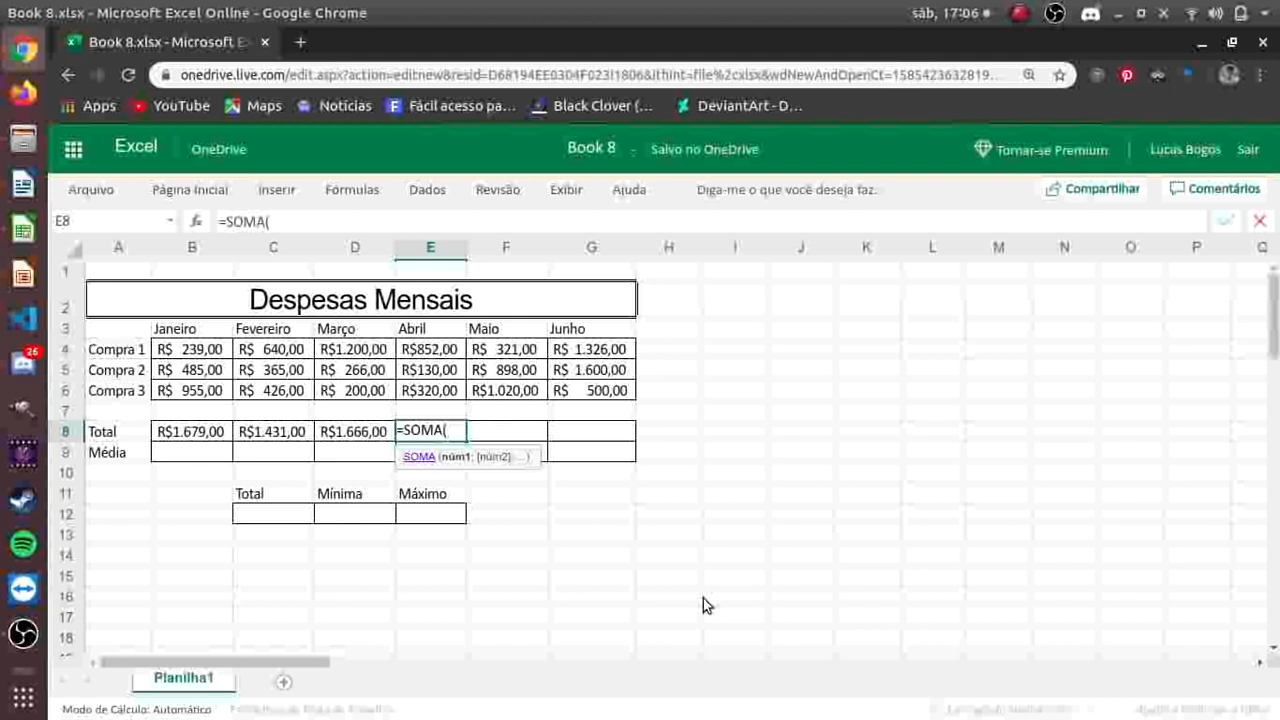 Book 8.xlsx - Microsoft Excel Online - Google Chrome
sáb, 17:06
Book 8.xlsx - Microsoft E
onedrive.live.com/edit.aspx?action=editnew&resid=D68194EE0304F023!1806&ithint=file%2cxlsx&wdNewAndOpenCt=1585423632819...
Apps YouTube Maps Notícias Fácil acesso pa... Black Clover (... DeviantArt - D...
Excel OneDrive Book 8 - Salvo no OneDrive Tornar-se Premium Lucas Bogos Sair
Arquivo Página Inicial Inserir Fórmulas Dados Revisão Exibir Ajuda Diga-me o que você deseja faz. Compartilhar Comentários
E8 fx =SOMA(
A B C D E F G H I J K L M N O P Q
1
2 Despesas Mensais
3 Janeiro Fevereiro Março Abril Maio Junho
4 Compra 1 R$ 239,00 R$ 640,00 R$1.200,00 R$852,00 R$ 321,00 R$ 1.326,00
5 Compra 2 R$ 485,00 R$ 365,00 R$ 266,00 R$130,00 R$ 898,00 R$ 1.600,00
6 Compra 3 R$ 955,00 R$ 426,00 R$ 200,00 R$320,00 R$1.020,00 R$ 500,00
7
8 Total R$1.679,00 R$1.431,00 R$1.666,00 =SOMA(
9 Média
SOMA (núm1; [núm2]; ...)
10
11 Total Mínima Máximo
12
13
14
15
16
17
18
26
Planilha1
Modo de Cálculo: Automático